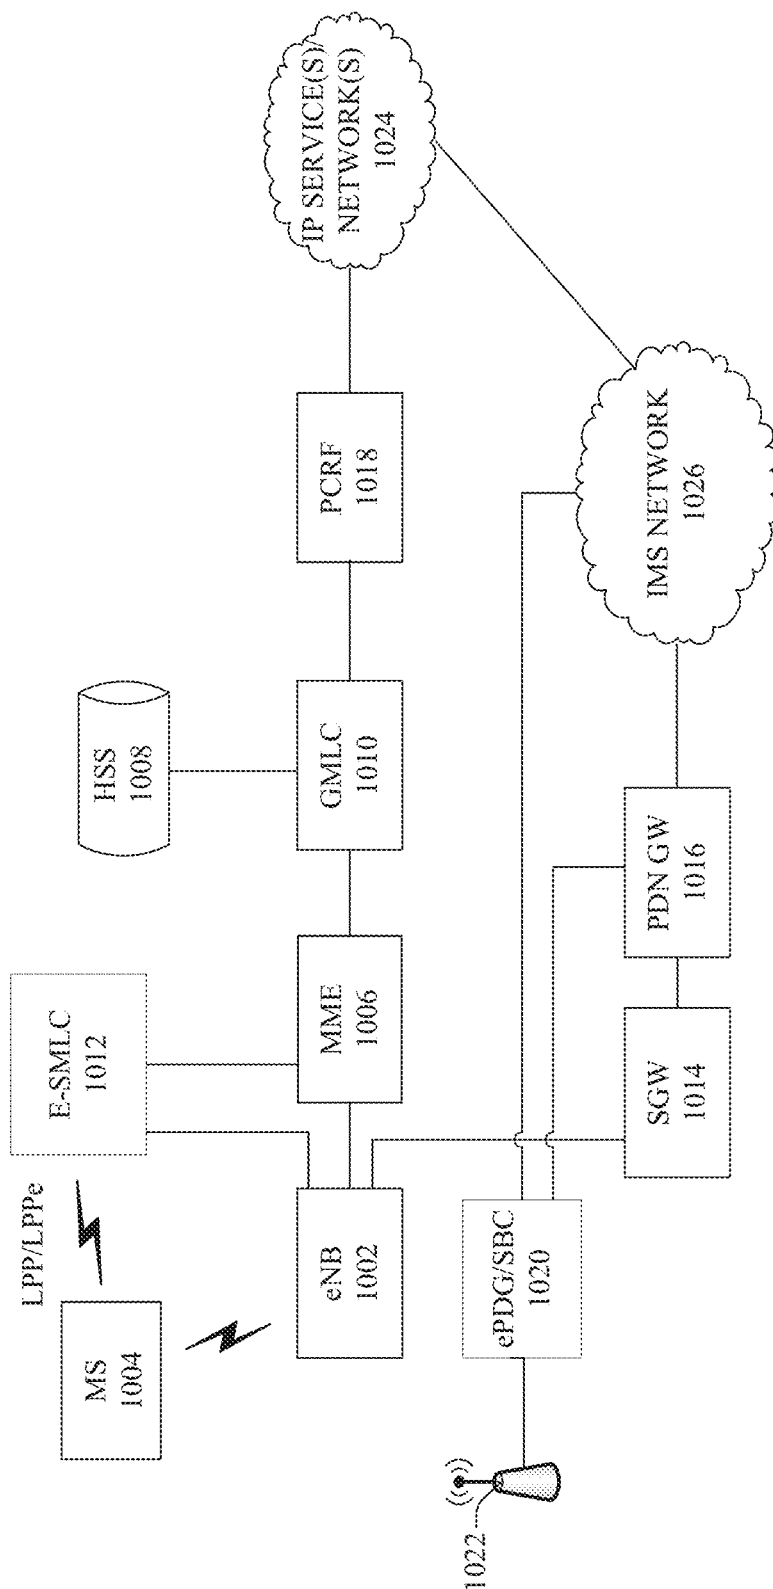 LPP/LPPe
MS
1004
E-SMLC
1012
HSS
1008
eNB
1002
MME
1006
GMLC
1010
PCRF
1018
IP SERVICE(S)/
NETWORK(S)
1024
1022
ePDG/SBC
1020
SGW
1014
PDN GW
1016
IMS NETWORK
1026